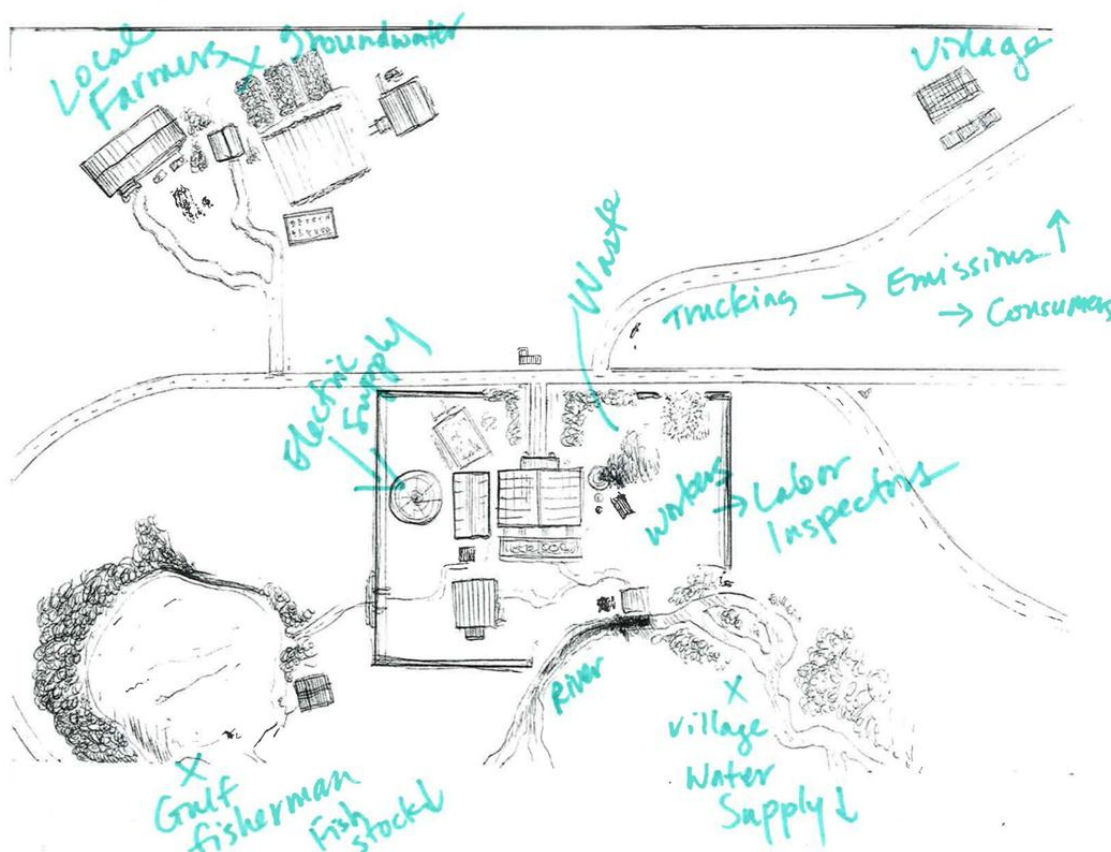 Local
Farmers
Groundwater
Village
Waste
Trucking → Emissions ↑
→ Consumers
Electric
Supply
Workers
→ Labor
Inspectors
River
Village
Water
Supply ↓
Gulf
fisherman
Fish
stock ↓